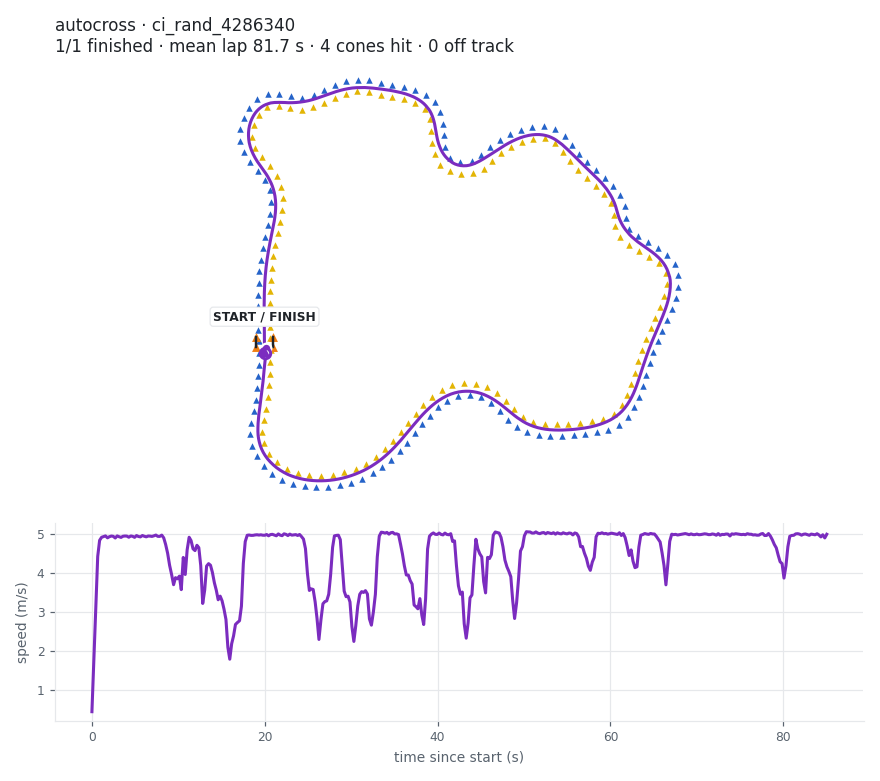 autocross · ci_rand_4286340
1/1 finished · mean lap 81.7 s · 4 cones hit · 0 off track
START / FINISH
5
4
3
2
1
speed (m/s)
0 20 40 60 80
time since start (s)